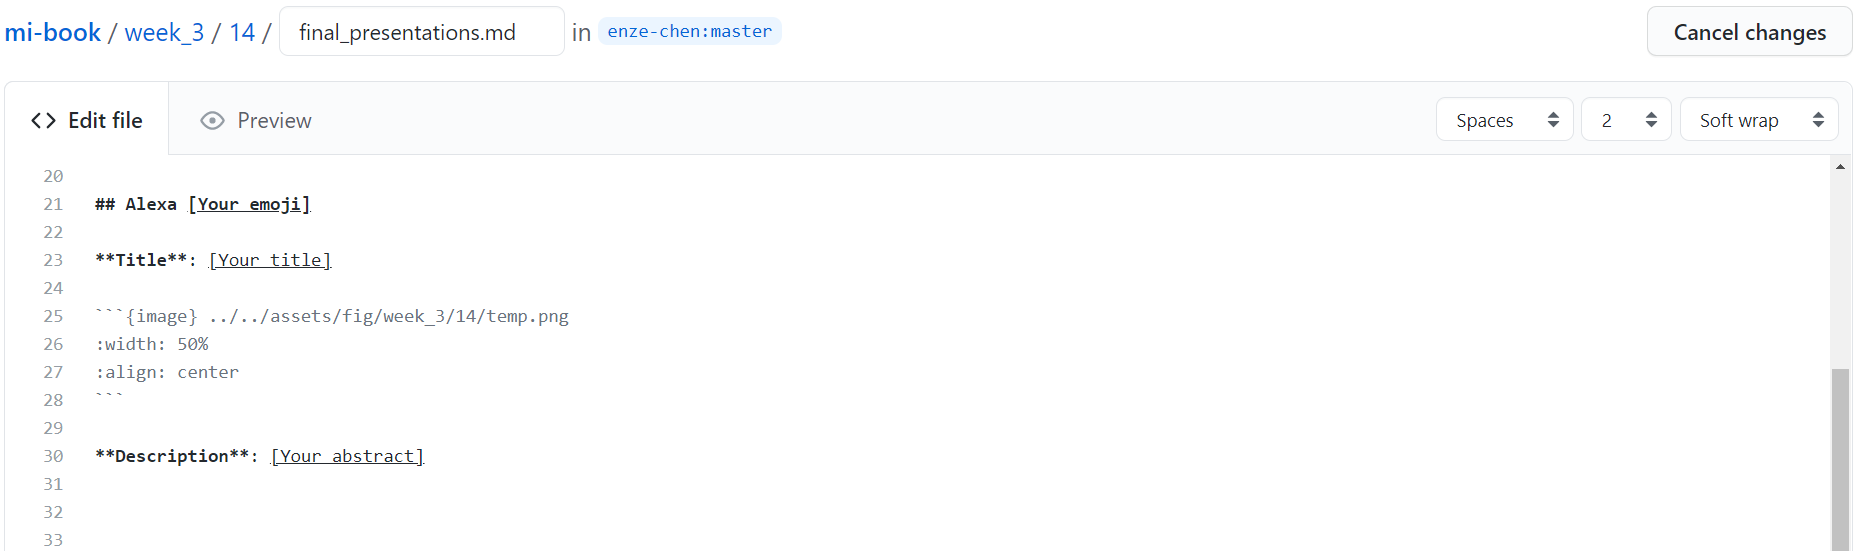 mi-book / week_3 / 14 / final_presentations.md in enze-chen:master Cancel changes
Edit file Preview Spaces 2 Soft wrap
20
21 ## Alexa [Your emoji]
22
23 **Title**: [Your title]
24
25 ```{image} ../../assets/fig/week_3/14/temp.png
26 :width: 50%
27 :align: center
28 ```
29
30 **Description**: [Your abstract]
31
32
33